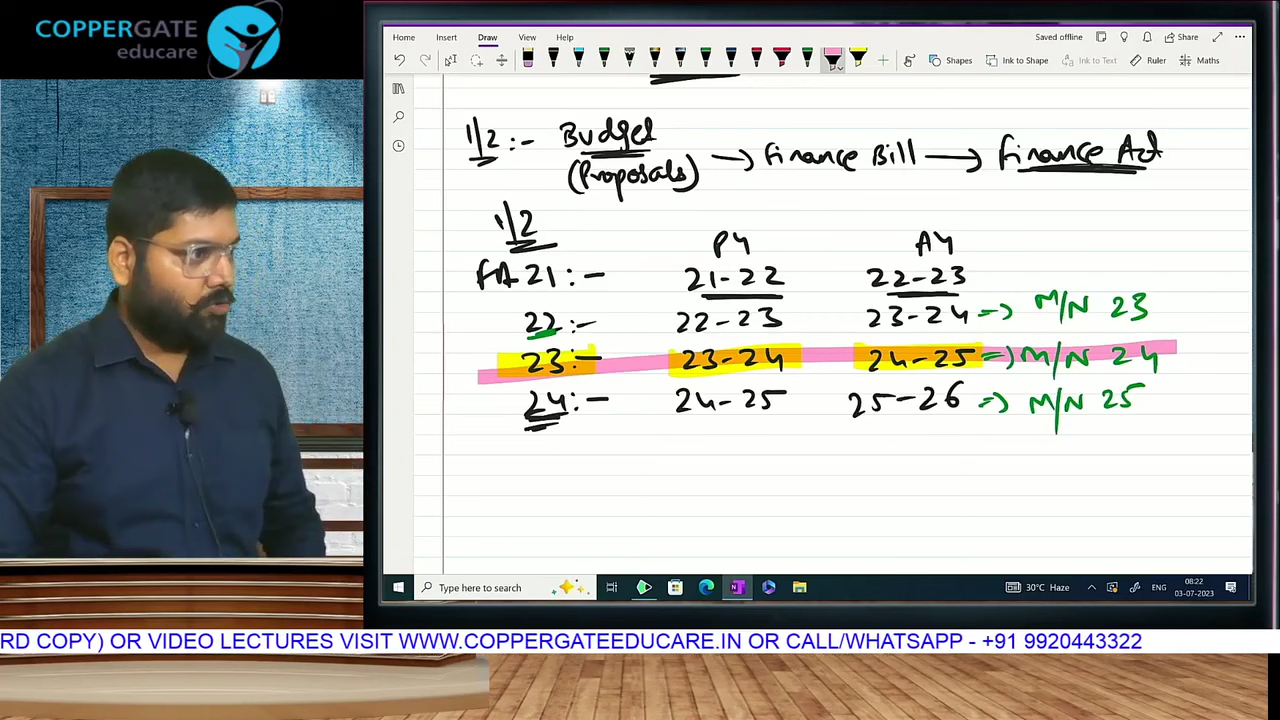 COPPERGATE
educare
Home Insert Draw View Help
Saved offline
Share
Shapes
Ink to Shape
Ink to Text
Ruler
Maths
1/2 :- Budget
(Proposals) → Finance Bill → Finance Act
1/2
PY AY
FA 21 :- 21-22 22-23
22 :- 22-23 23-24 => M/N 23
23 :- 23-24 24-25 => M/N 24
24 :- 24-25 25-26 => M/N 25
Type here to search
30°C Haze
ENG
08:22
03-07-2023
RD COPY) OR VIDEO LECTURES VISIT WWW.COPPERGATEEDUCARE.IN OR CALL/WHATSAPP - +91 9920443322